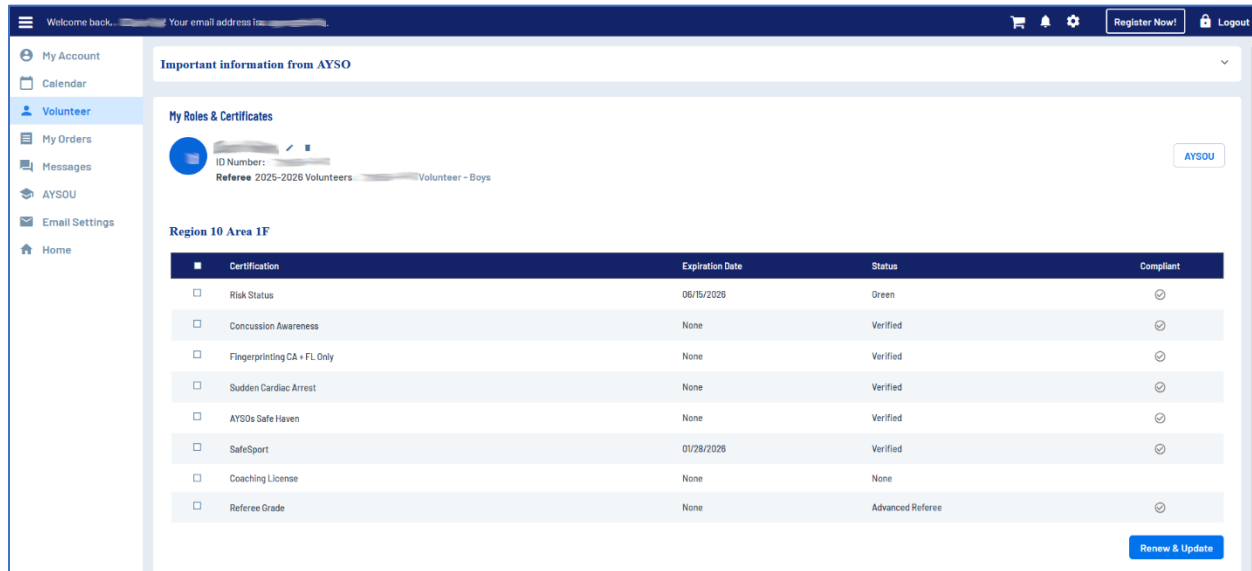 Welcome back, Your email address is
Register Now!
Logout
My Account
Calendar
Volunteer
My Orders
Messages
AYSOU
Email Settings
Home
Important information from AYSO
My Roles & Certificates
ID Number:
Referee 2025-2026 Volunteers Volunteer - Boys
AYSOU
Region 10 Area 1F
Certification Expiration Date Status Compliant
Risk Status 06/15/2026 Green
Concussion Awareness None Verified
Fingerprinting CA + FL Only None Verified
Sudden Cardiac Arrest None Verified
AYSOs Safe Haven None Verified
SafeSport 01/28/2026 Verified
Coaching License None None
Referee Grade None Advanced Referee
Renew & Update